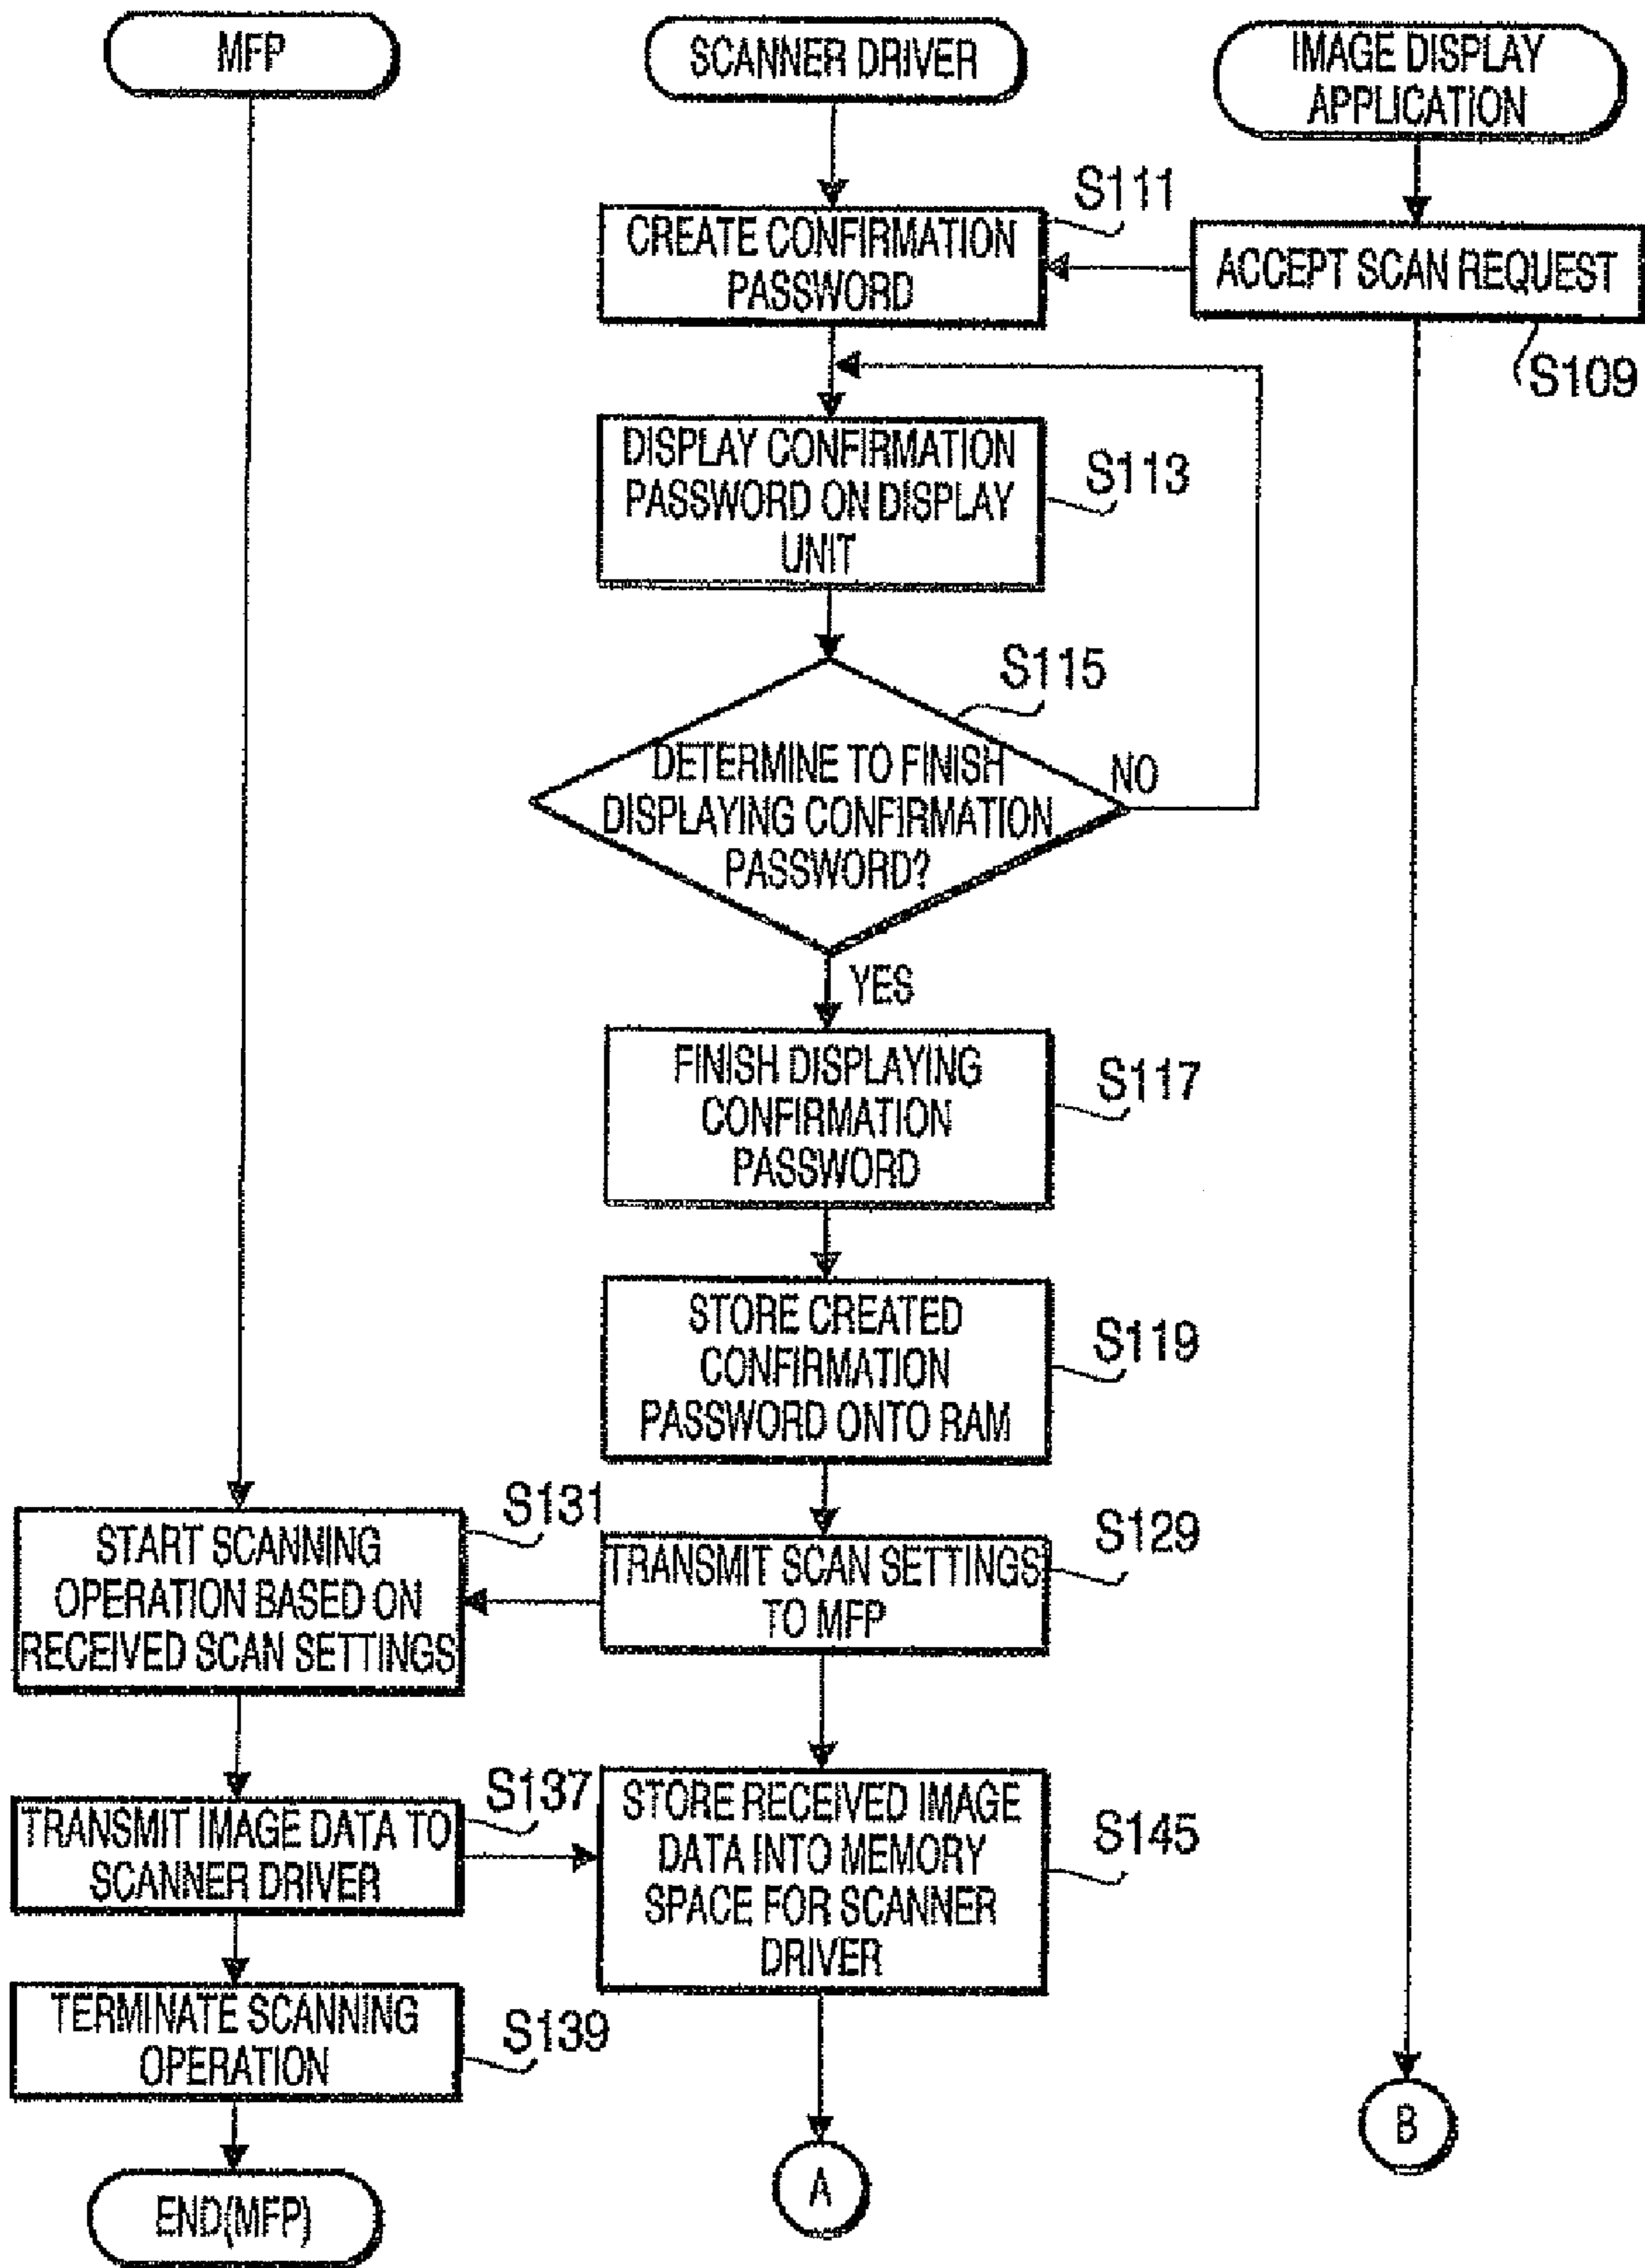 MFP
SCANNER DRIVER
IMAGE DISPLAY
APPLICATION
S111
CREATE CONFIRMATION
PASSWORD
ACCEPT SCAN REQUEST
S109
DISPLAY CONFIRMATION
PASSWORD ON DISPLAY
UNIT
S113
S115
DETERMINE TO FINISH
DISPLAYING CONFIRMATION
PASSWORD?
NO
YES
FINISH DISPLAYING
CONFIRMATION
PASSWORD
S117
STORE CREATED
CONFIRMATION
PASSWORD ONTO RAM
S119
START SCANNING
OPERATION BASED ON
RECEIVED SCAN SETTINGS
S131
TRANSMIT SCAN SETTINGS
TO MFP
S129
TRANSMIT IMAGE DATA TO
SCANNER DRIVER
S137
STORE RECEIVED IMAGE
DATA INTO MEMORY
SPACE FOR SCANNER
DRIVER
S145
TERMINATE SCANNING
OPERATION
S139
B
A
END(MFP)